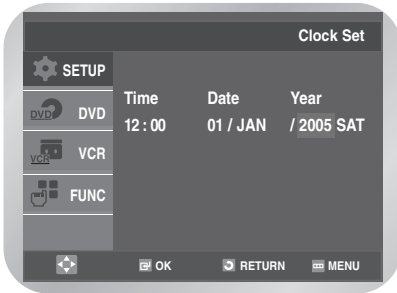 Clock Set
SETUP
DVD DVD
VCR VCR
FUNC
Time Date Year
12 : 00 01 / JAN / 2005 SAT
OK RETURN MENU